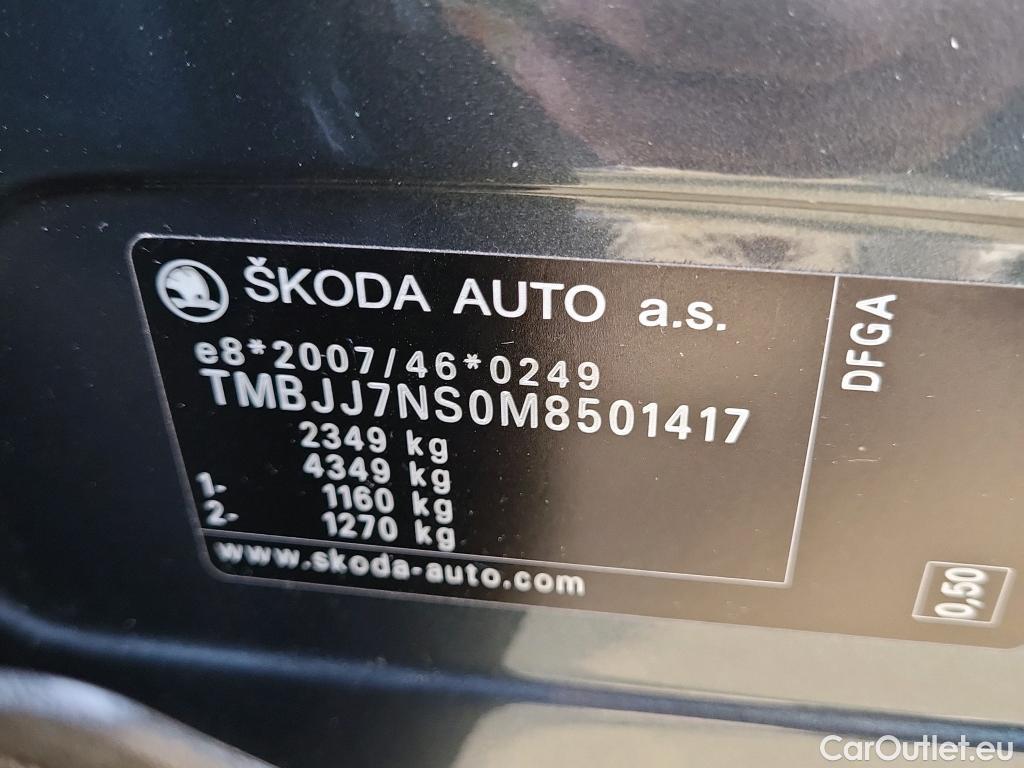 ŠKODA AUTO a.s.
e8*2007/46*0249
TMBJJ7NS0M8501417
2349 kg
4349 kg
1- 1160 kg
2- 1270 kg
www.skoda-auto.com
DFGA
0,50
CarOutlet.eu